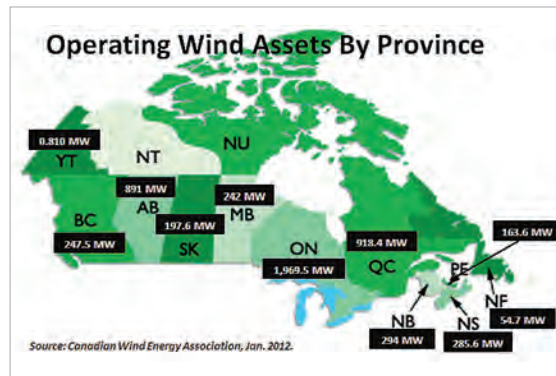 Operating Wind Assets By Province
0.810 MW
YT
NT
NU
891 MW
AB
242 MW
MB
BC
247.5 MW
197.6 MW
SK
ON
1,969.5 MW
918.4 MW
QC
163.6 MW
PE
NF
54.7 MW
NB
294 MW
NS
285.6 MW
Source: Canadian Wind Energy Association, Jan. 2012.